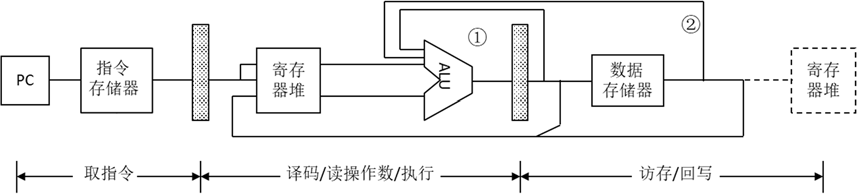 ① ②
PC
指令
存储器
寄存
器堆
ALU
数据
存储器
寄存
器堆
取指令
译码/读操作数/执行
访存/回写